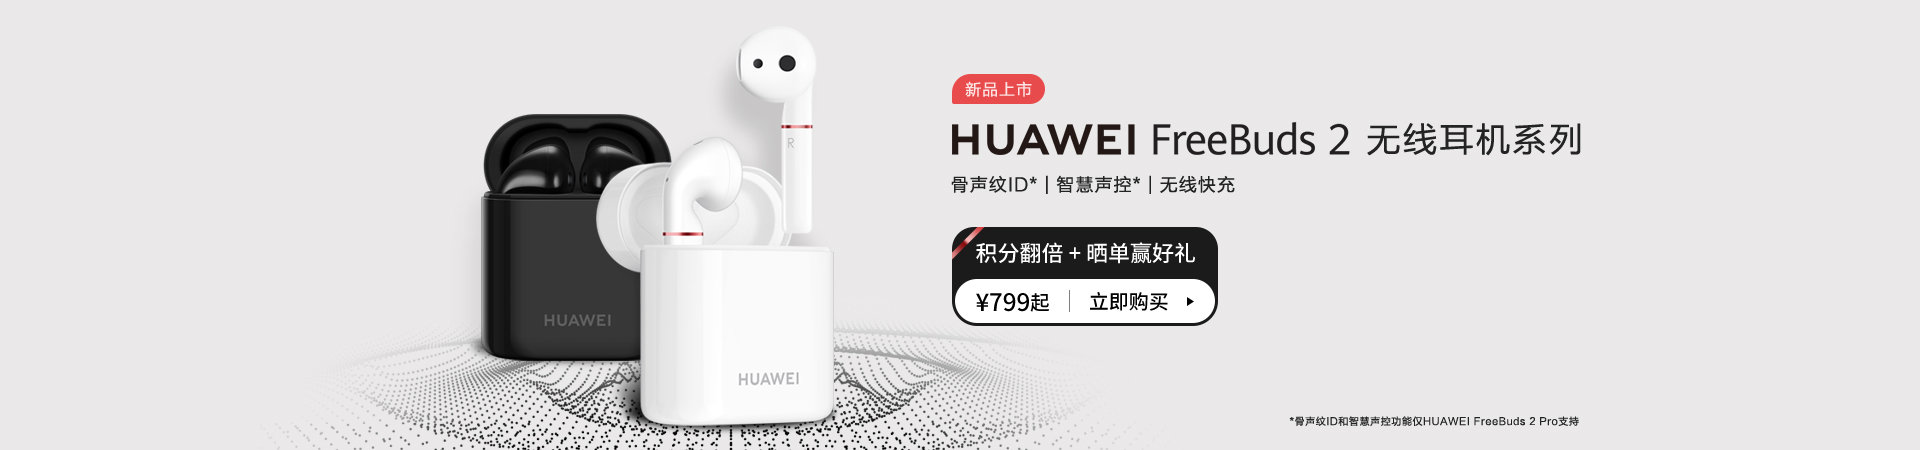 新品上市
HUAWEI FreeBuds 2 无线耳机系列
骨声纹ID* | 智慧声控* | 无线快充
积分翻倍 + 晒单赢好礼
¥799起 | 立即购买
R
HUAWEI
HUAWEI
*骨声纹ID和智慧声控功能仅HUAWEI FreeBuds 2 Pro支持